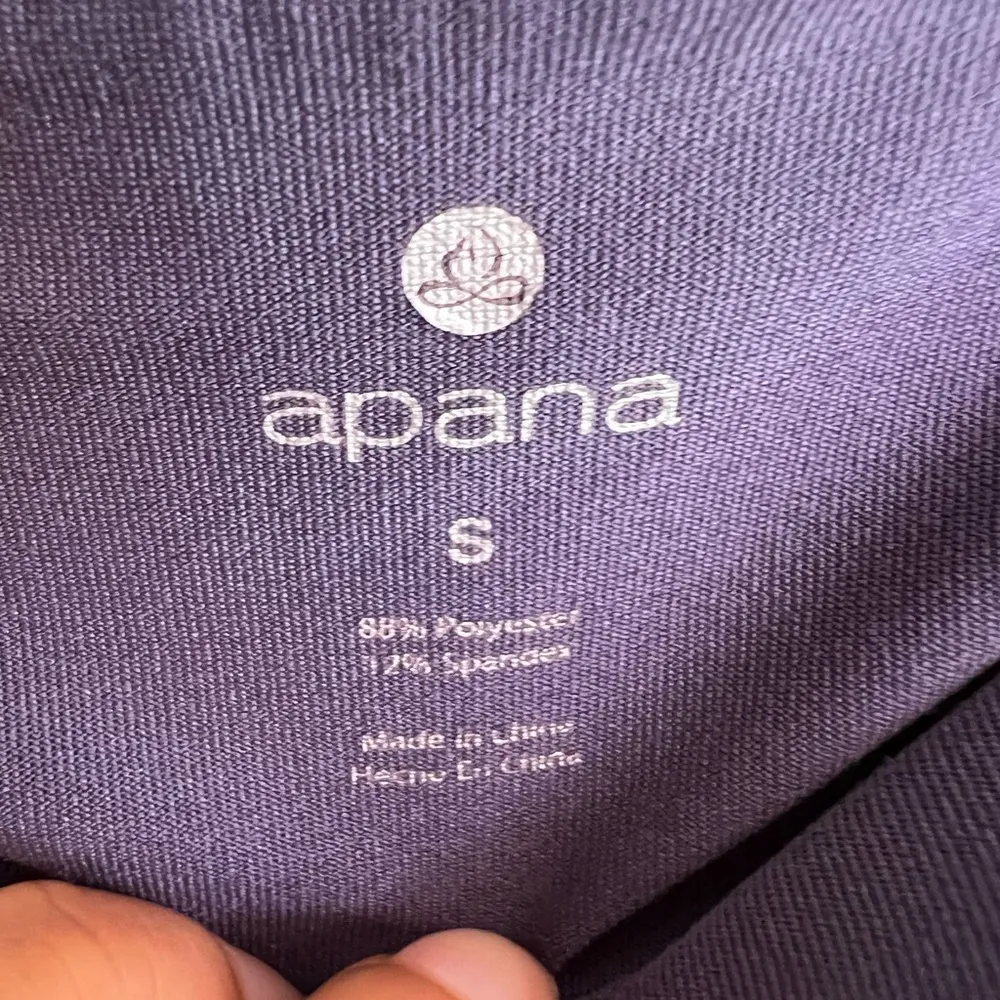 apana
S
88% Polyester
12% Spandex
Made in China
Hecho En China